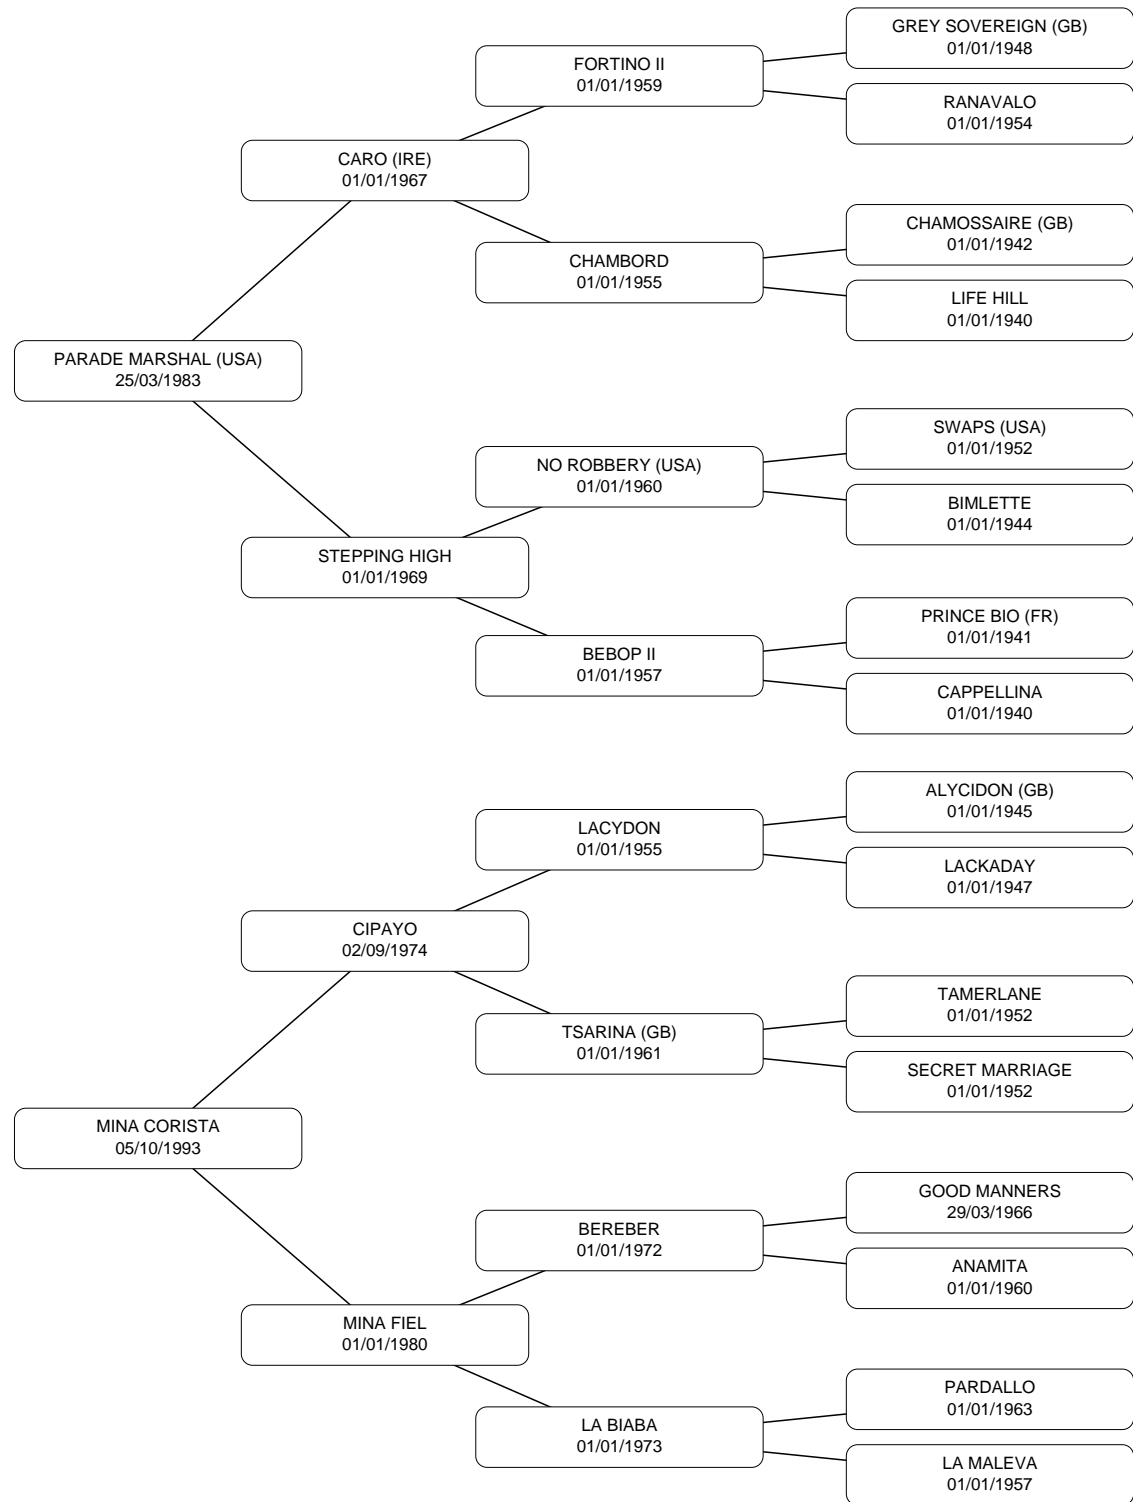 GREY SOVEREIGN (GB)
01/01/1948
FORTINO II
01/01/1959
RANAVALO
01/01/1954
CARO (IRE)
01/01/1967
CHAMOSSAIRE (GB)
01/01/1942
CHAMBORD
01/01/1955
LIFE HILL
01/01/1940
PARADE MARSHAL (USA)
25/03/1983
SWAPS (USA)
01/01/1952
NO ROBBERY (USA)
01/01/1960
BIMLETTE
01/01/1944
STEPPING HIGH
01/01/1969
PRINCE BIO (FR)
01/01/1941
BEBOP II
01/01/1957
CAPPELLINA
01/01/1940
ALYCIDON (GB)
01/01/1945
LACYDON
01/01/1955
LACKADAY
01/01/1947
CIPAYO
02/09/1974
TAMERLANE
01/01/1952
TSARINA (GB)
01/01/1961
SECRET MARRIAGE
01/01/1952
MINA CORISTA
05/10/1993
GOOD MANNERS
29/03/1966
BEREBER
01/01/1972
ANAMITA
01/01/1960
MINA FIEL
01/01/1980
PARDALLO
01/01/1963
LA BIABA
01/01/1973
LA MALEVA
01/01/1957